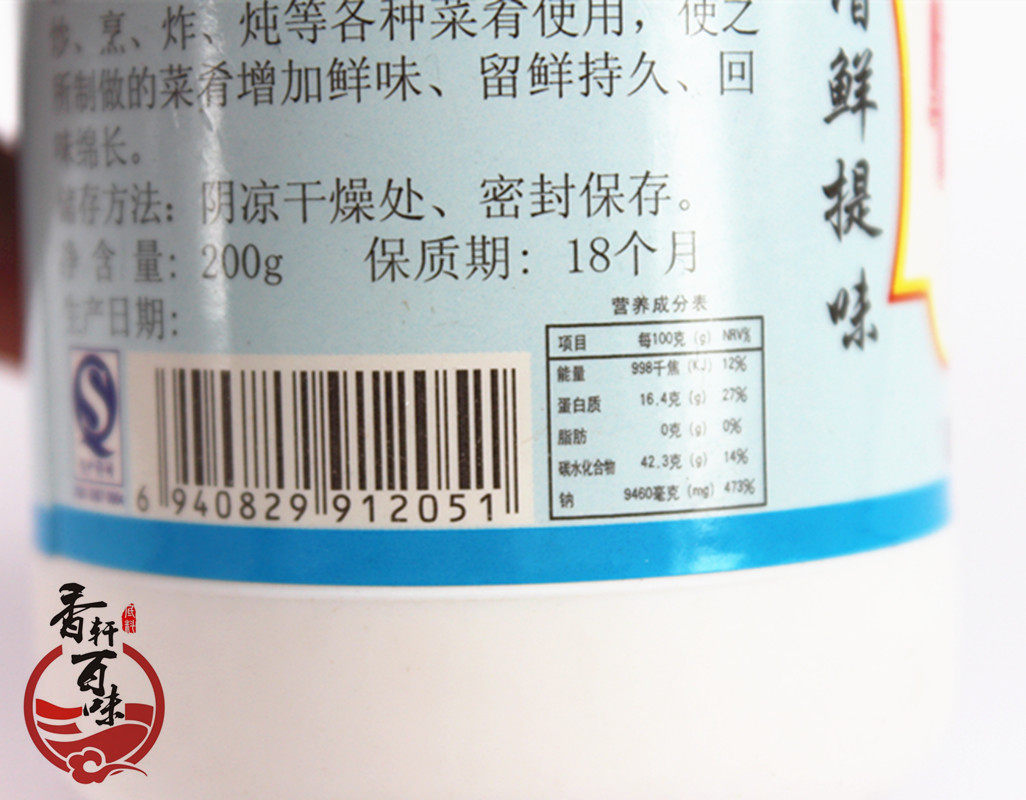 炒、烹、炸、炖等各种菜肴使用，使之
所制做的菜肴增加鲜味、留鲜持久、回
味绵长。
储存方法：阴凉干燥处、密封保存。
净含量：200g 保质期：18个月
生产日期：
营养成分表
项目 每100克（g） NRV%
能量 998千焦（KJ） 12%
蛋白质 16.4克（g） 27%
脂肪 0克（g） 0%
碳水化合物 42.3克（g） 14%
钠 9460毫克（mg） 473%
6 940829 912051
鲜提味
香轩百味
底料